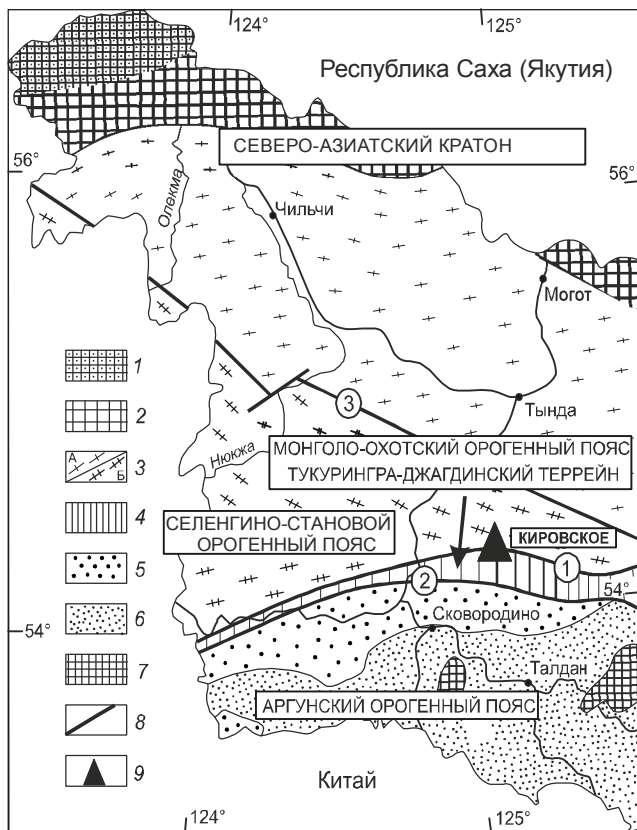 124°
125°
Республика Саха (Якутия)
СЕВЕРО-АЗИАТСКИЙ КРАТОН
56°
56°
Олекма
Чильчи
Могот
1
2
А
Б
3
4
5
6
7
8
9
3
Тында
Нюкжа
МОНГОЛО-ОХОТСКИЙ ОРОГЕННЫЙ ПОЯС
ТУКУРИНГРА-ДЖАГДИНСКИЙ ТЕРРЕЙН
СЕЛЕНГИНО-СТАНОВОЙ
ОРОГЕННЫЙ ПОЯС
КИРОВСКОЕ
1
2
54°
54°
Сковородино
Талдан
АРГУНСКИЙ ОРОГЕННЫЙ ПОЯС
Китай
124°
125°